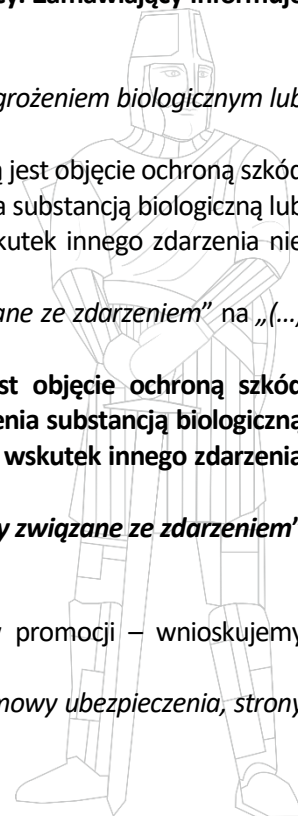 Zamawiający informuje
grożeniem biologicznym lub
jest objęcie ochroną szkód
substancją biologiczną lub
kutek innego zdarzenia nie
ane ze zdarzeniem” na „(...)
st objęcie ochroną szkód
enia substancją biologiczną
wskutek innego zdarzenia
y związane ze zdarzeniem”
promocji – wnioskujemy
mowy ubezpieczenia, strony